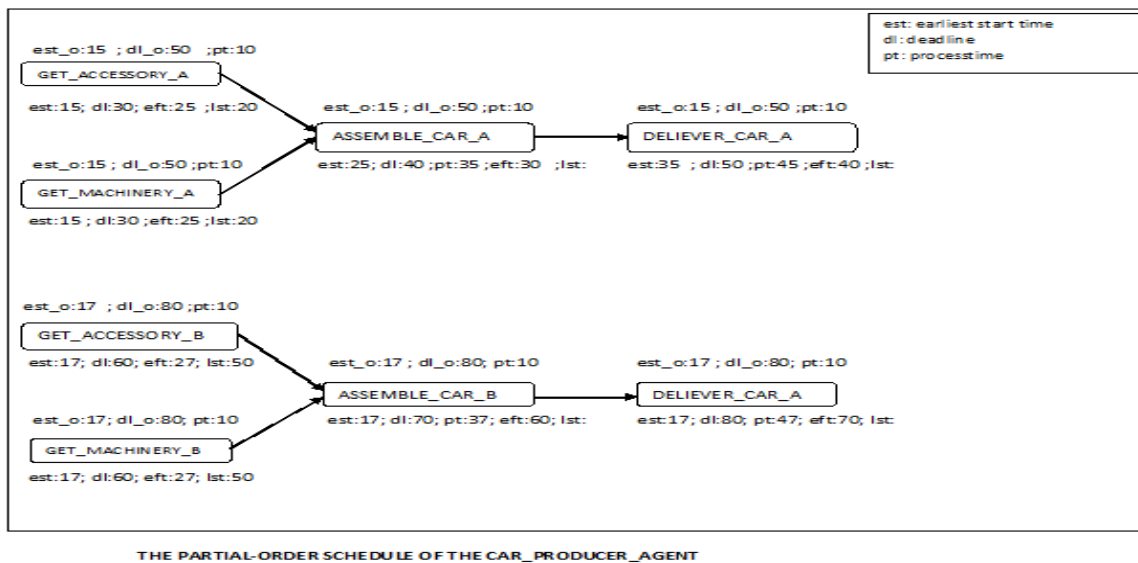 est: earliest start time
dl: deadline
pt: processtime
est_o:15 ; dl_o:50 ;pt:10
GET_ACCESSORY_A
est:15; dl:30; eft:25 ;lst:20
est_o:15 ; dl_o:50 ;pt:10
ASSEMBLE_CAR_A
est:25; dl:40 ;pt:35 ;eft:30 ;lst:
est_o:15 ; dl_o:50 ;pt:10
DELIEVER_CAR_A
est:35 ; dl:50 ;pt:45 ;eft:40 ;lst:
est_o:15 ; dl_o:50 ;pt:10
GET_MACHINERY_A
est:15 ; dl:30 ;eft:25 ;lst:20
est_o:17 ; dl_o:80 ;pt:10
GET_ACCESSORY_B
est:17; dl:60; eft:27; lst:50
est_o:17 ; dl_o:80; pt:10
ASSEMBLE_CAR_B
est:17; dl:70; pt:37; eft:60; lst:
est_o:17 ; dl_o:80; pt:10
DELIEVER_CAR_A
est:17; dl:80; pt:47; eft:70; lst:
est_o:17; dl_o:80; pt:10
GET_MACHINERY_B
est:17; dl:60; eft:27; lst:50
THE PARTIAL-ORDER SCHEDULE OF THE CAR_PRODUCER_AGENT